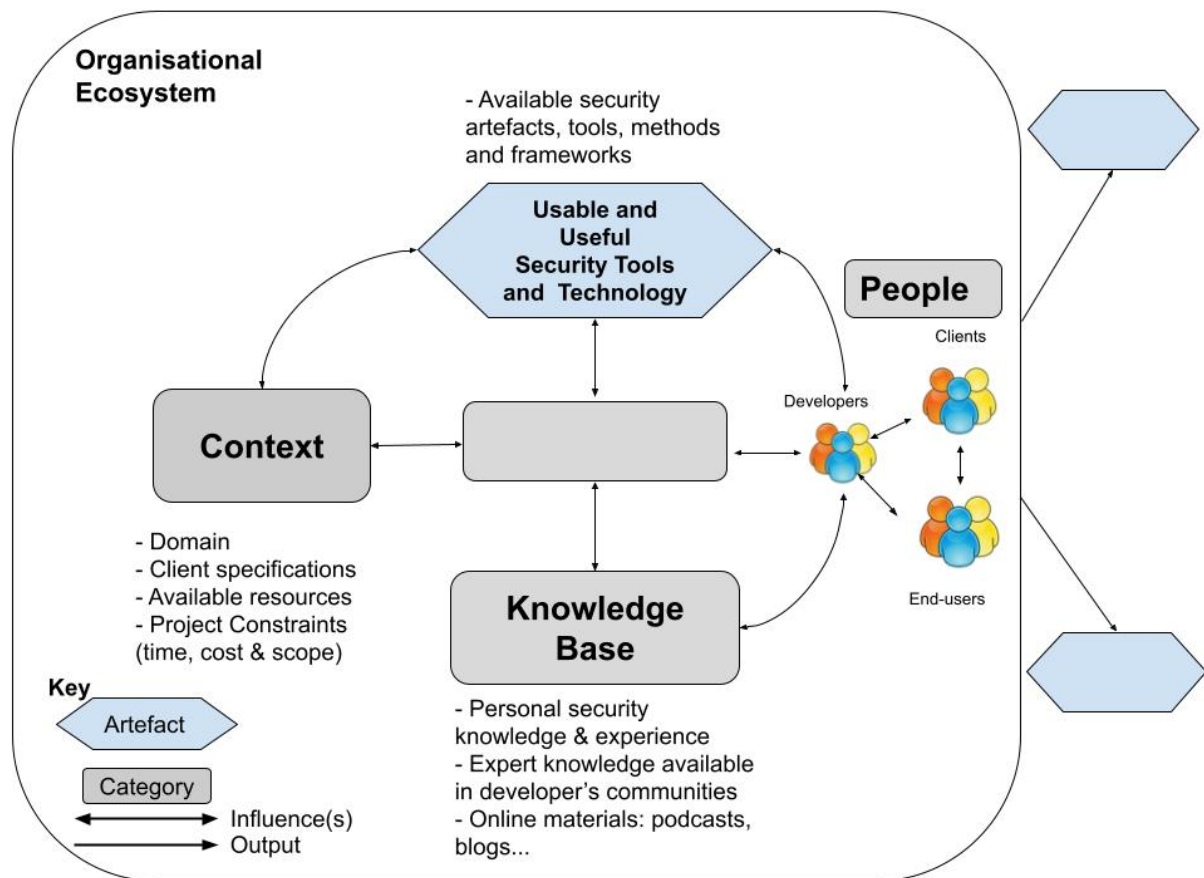 Organisational
Ecosystem
- Available security
artefacts, tools, methods
and frameworks
Usable and
Useful
Security Tools
and Technology
People
Clients
Developers
End-users
Context
- Domain
- Client specifications
- Available resources
- Project Constraints
(time, cost & scope)
Knowledge
Base
- Personal security
knowledge & experience
- Expert knowledge available
in developer's communities
- Online materials: podcasts,
blogs...
Key
Artefact
Category
Influence(s)
Output